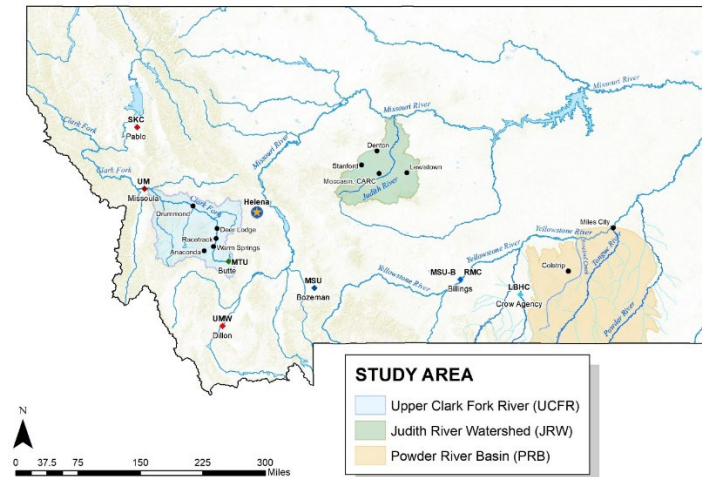 Missouri River
Missouri River
SKC
Pablo
Clark Fork
Clark Fork
Missouri River
Denton
Stanford
Lewistown
Moccasin, CARC
Judith River
UM
Missoula
Clark Fork
Helena
Drummond
Deer Lodge
Racetrack
Warm Springs
Anaconda
MTU
Butte
Miles City
Yellowstone River
Yellowstone River
Tongue River
Colstrip
MSU
Bozeman
Yellowstone River
MSU-B RMC
Billings
LBHC
Crow Agency
Powder River
UMW
Dillon
STUDY AREA
Upper Clark Fork River (UCFR)
Judith River Watershed (JRW)
Powder River Basin (PRB)
N
0 37.5 75 150 225 300
Miles